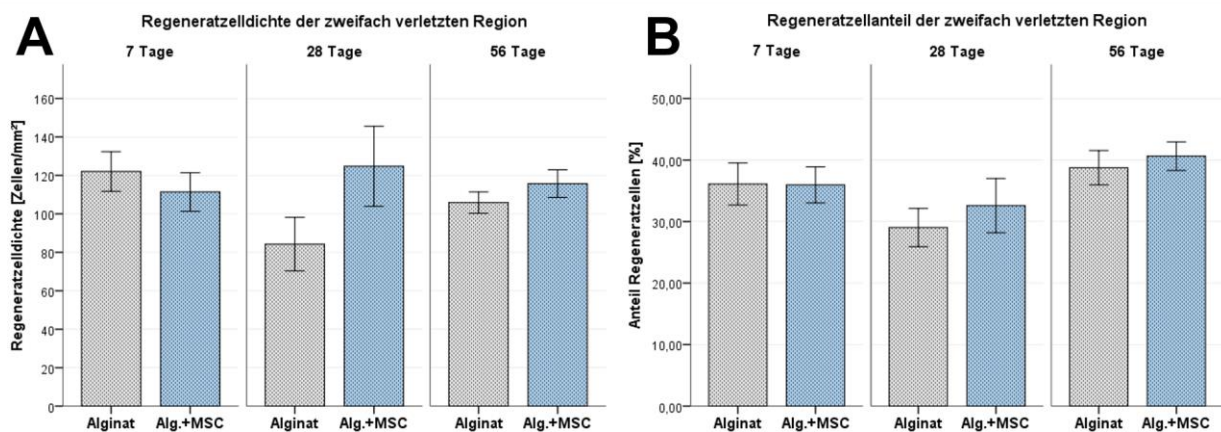 A
Regeneratzelldichte der zweifach verletzten Region
7 Tage
28 Tage
56 Tage
Regeneratzelldichte [Zellen/mm²]
160
140
120
100
80
60
40
20
0
Alginat
Alg.+MSC
Alginat
Alg.+MSC
Alginat
Alg.+MSC
B
Regeneratzellanteil der zweifach verletzten Region
7 Tage
28 Tage
56 Tage
Anteil Regeneratzellen [%]
50,00
40,00
30,00
20,00
10,00
0,00
Alginat
Alg.+MSC
Alginat
Alg.+MSC
Alginat
Alg.+MSC